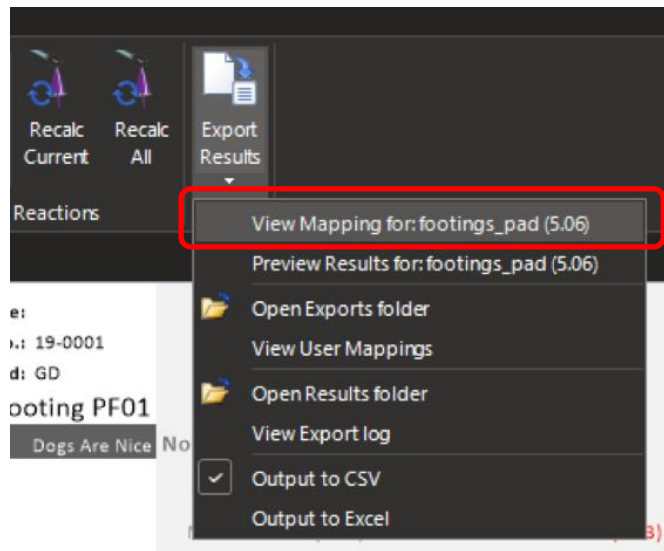 Recalc Recalc Export
Current All Results
Reactions
View Mapping for: footings_pad (5.06)
Preview Results for: footings_pad (5.06)
Open Exports folder
View User Mappings
Open Results folder
View Export log
Output to CSV
Output to Excel
e:
.: 19-0001
d: GD
ooting PF01
Dogs Are Nice No
3)